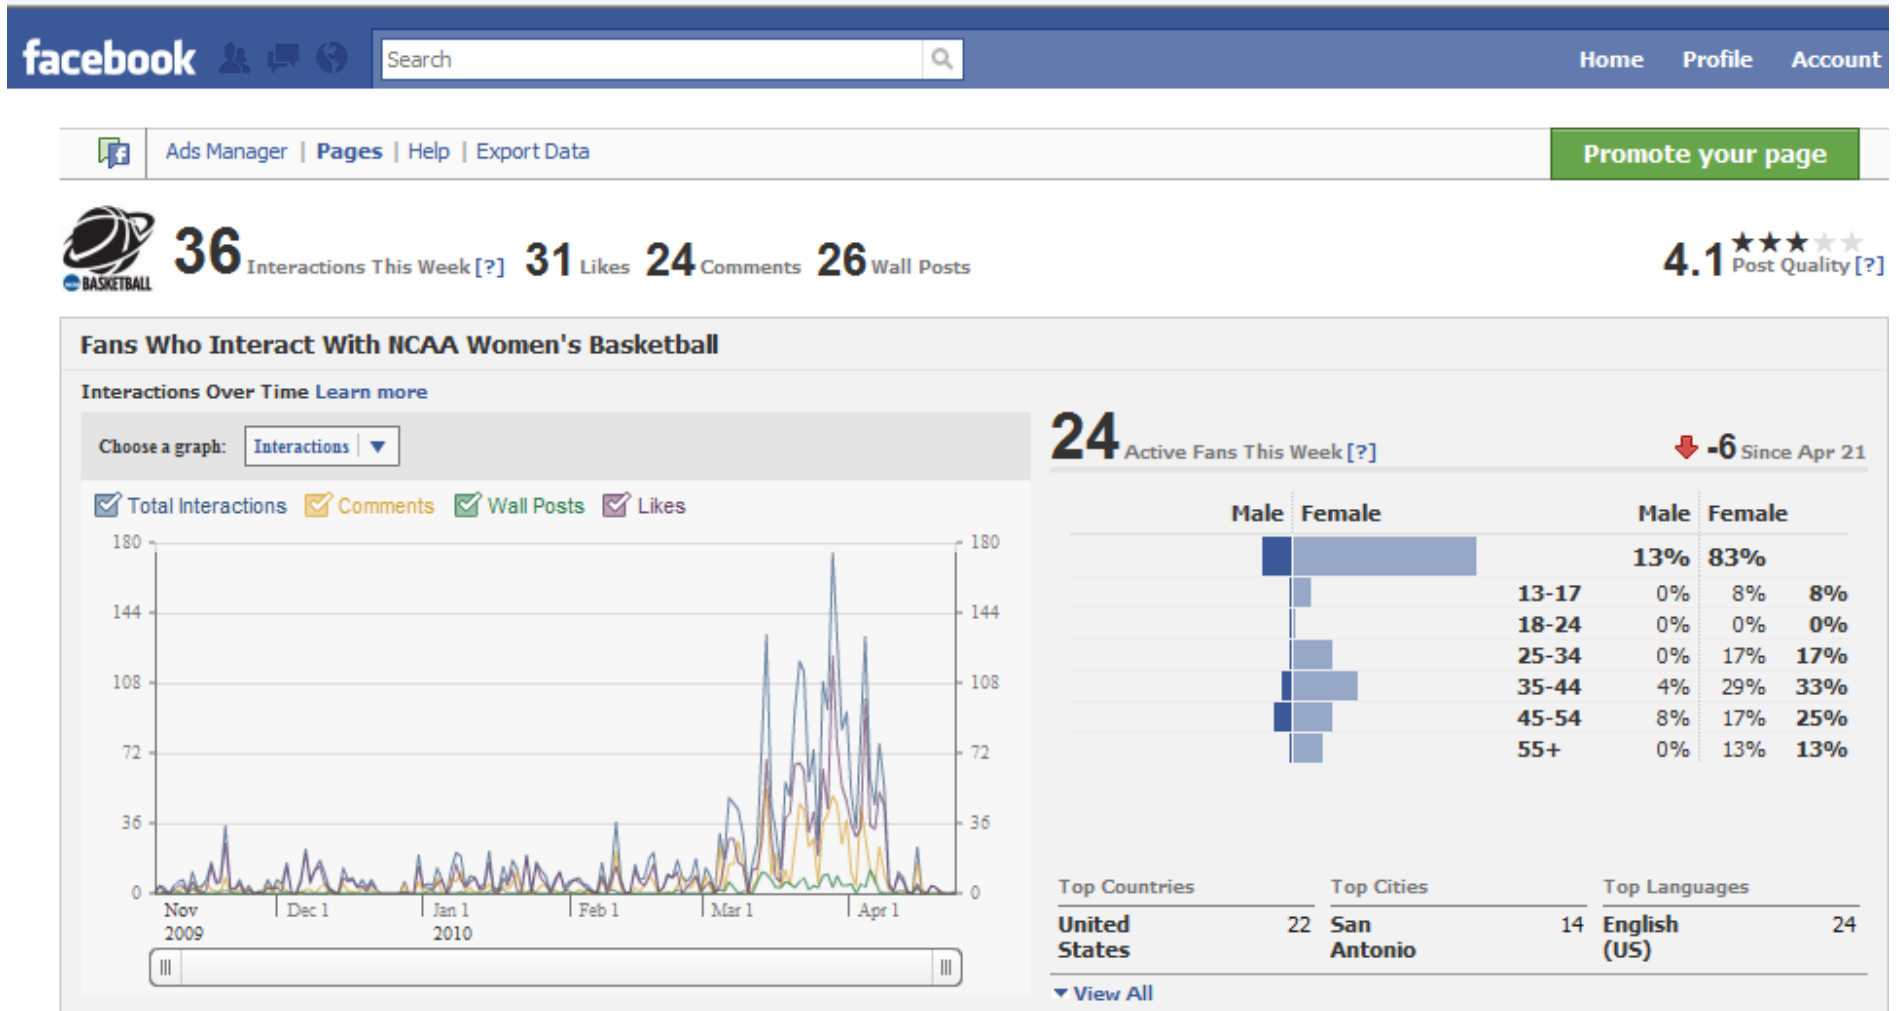 facebook Search Home Profile Account
Ads Manager | Pages | Help | Export Data Promote your page
36 Interactions This Week [?] 31 Likes 24 Comments 26 Wall Posts 4.1 Post Quality [?]
BASKETBALL
Fans Who Interact With NCAA Women's Basketball
Interactions Over Time Learn more
Choose a graph: Interactions
Total Interactions Comments Wall Posts Likes
180 180
144 144
108 108
72 72
36 36
0 0
Nov Dec 1 Jan 1 Feb 1 Mar 1 Apr 1
2009 2010
24 Active Fans This Week [?] -6 Since Apr 21
Male Female Male Female
13% 83%
13-17 0% 8% 8%
18-24 0% 0% 0%
25-34 0% 17% 17%
35-44 4% 29% 33%
45-54 8% 17% 25%
55+ 0% 13% 13%
Top Countries Top Cities Top Languages
United 22 San 14 English 24
States Antonio (US)
View All